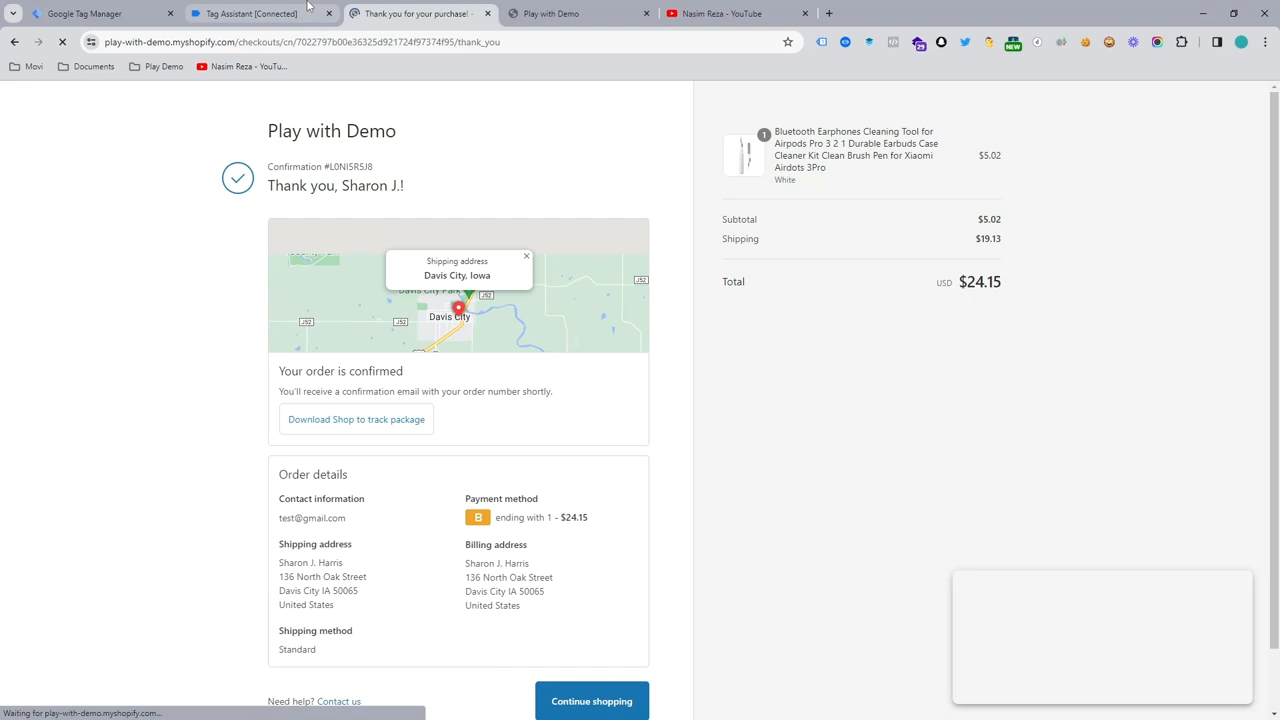 Google Tag Manager
Tag Assistant [Connected]
Thank you for your purchase! -
Play with Demo
Nasim Reza - YouTube
play-with-demo.myshopify.com/checkouts/cn/7022797b00e36325d921724f97374f95/thank_you
29
NEW
Movi
Documents
Play Demo
Nasim Reza - YouTu...
Play with Demo
Confirmation #L0NI5R5J8
Thank you, Sharon J.!
Shipping address
Davis City, Iowa
Davis City Park
Davis City
J52
J52
J52
J52
J52
Your order is confirmed
You'll receive a confirmation email with your order number shortly.
Download Shop to track package
Order details
Contact information
test@gmail.com
Shipping address
Sharon J. Harris
136 North Oak Street
Davis City IA 50065
United States
Shipping method
Standard
Payment method
B ending with 1 - $24.15
Billing address
Sharon J. Harris
136 North Oak Street
Davis City IA 50065
United States
Need help? Contact us
Continue shopping
1
Bluetooth Earphones Cleaning Tool for
Airpods Pro 3 2 1 Durable Earbuds Case
Cleaner Kit Clean Brush Pen for Xiaomi
Airdots 3Pro
White
$5.02
Subtotal $5.02
Shipping $19.13
Total USD $24.15
Waiting for play-with-demo.myshopify.com...